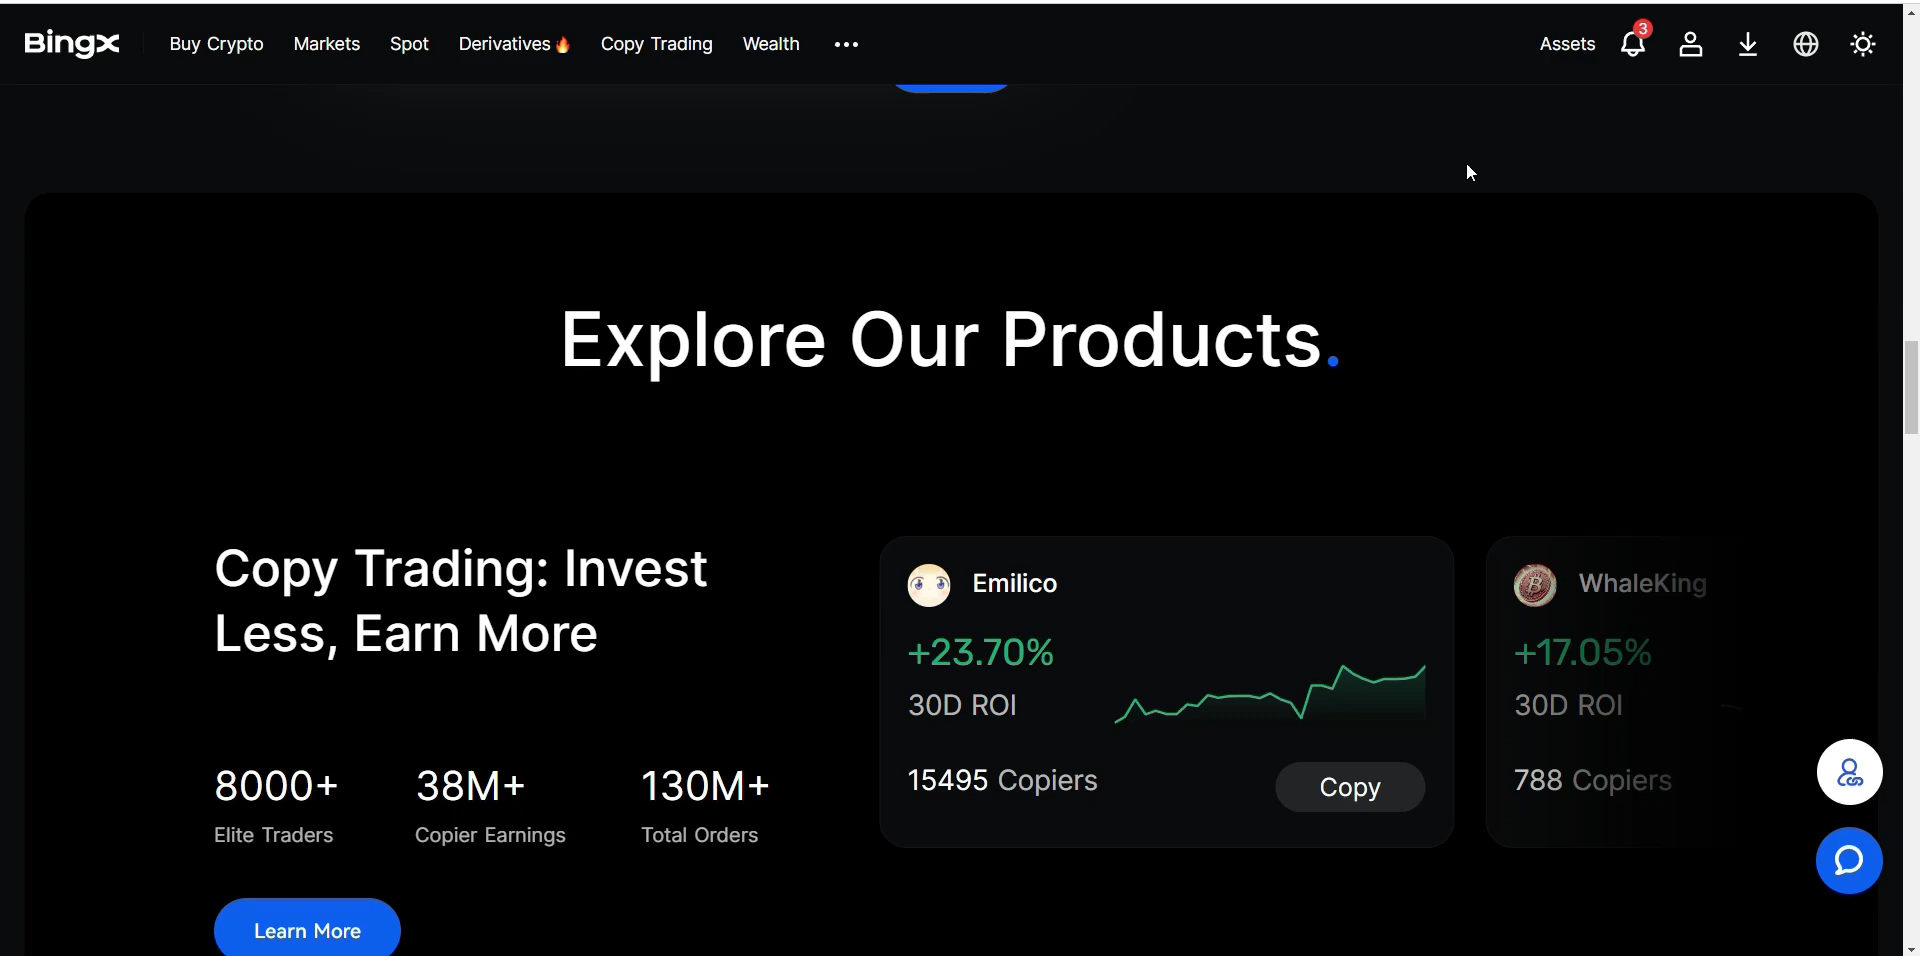 BingX
Buy Crypto
Markets
Spot
Derivatives🔥
Copy Trading
Wealth
Assets
3
Explore Our Products.
Copy Trading: Invest
Less, Earn More
8000+
Elite Traders
38M+
Copier Earnings
130M+
Total Orders
Learn More
Emilico
+23.70%
30D ROI
15495 Copiers
Copy
WhaleKing
+17.05%
30D ROI
788 Copiers